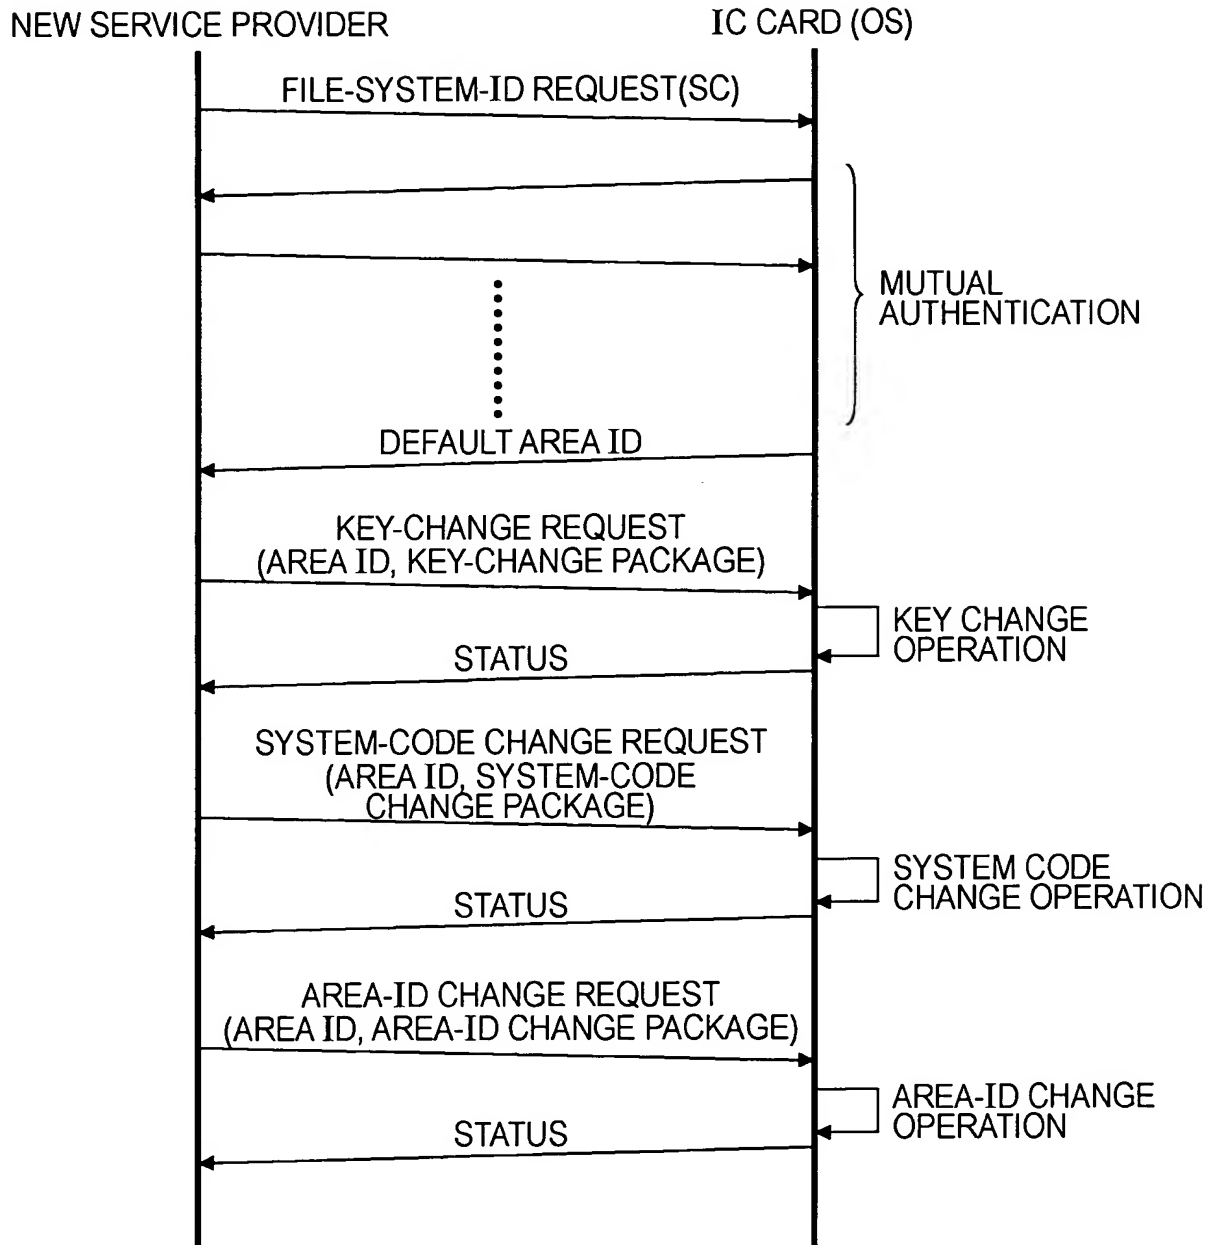 NEW SERVICE PROVIDER
IC CARD (OS)
FILE-SYSTEM-ID REQUEST(SC)
MUTUAL
AUTHENTICATION
DEFAULT AREA ID
KEY-CHANGE REQUEST
(AREA ID, KEY-CHANGE PACKAGE)
KEY CHANGE
OPERATION
STATUS
SYSTEM-CODE CHANGE REQUEST
(AREA ID, SYSTEM-CODE
CHANGE PACKAGE)
SYSTEM CODE
CHANGE OPERATION
STATUS
AREA-ID CHANGE REQUEST
(AREA ID, AREA-ID CHANGE PACKAGE)
AREA-ID CHANGE
OPERATION
STATUS